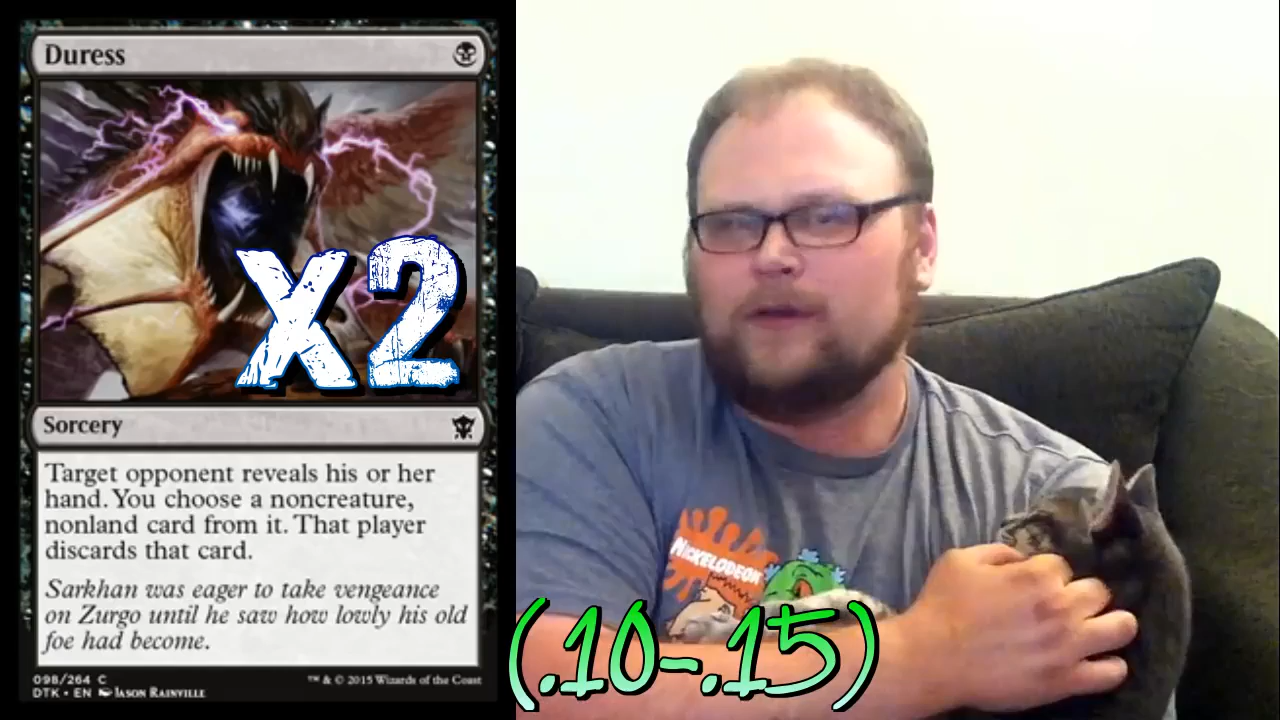 Duress
x2
Sorcery
Target opponent reveals his or her
hand. You choose a noncreature,
nonland card from it. That player
discards that card.
Sarkhan was eager to take vengeance
on Zurgo until he saw how lowly his old
foe had become.
098/264 C
DTK • EN Jason Rainville
™ & © 2015 Wizards of the Coast
NICKELODEON
(.10-.15)